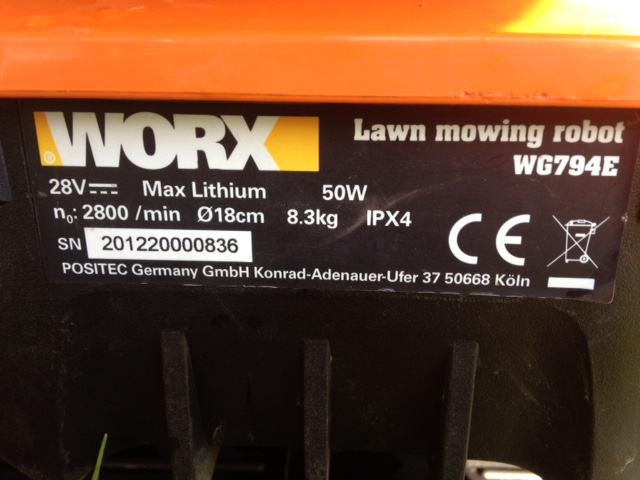 ® WORX
Lawn mowing robot
WG794E
28V⎓ Max Lithium 50W
n₀: 2800 /min Ø18cm 8.3kg IPX4
SN 201220000836
CE
POSITEC Germany GmbH Konrad-Adenauer-Ufer 37 50668 Köln